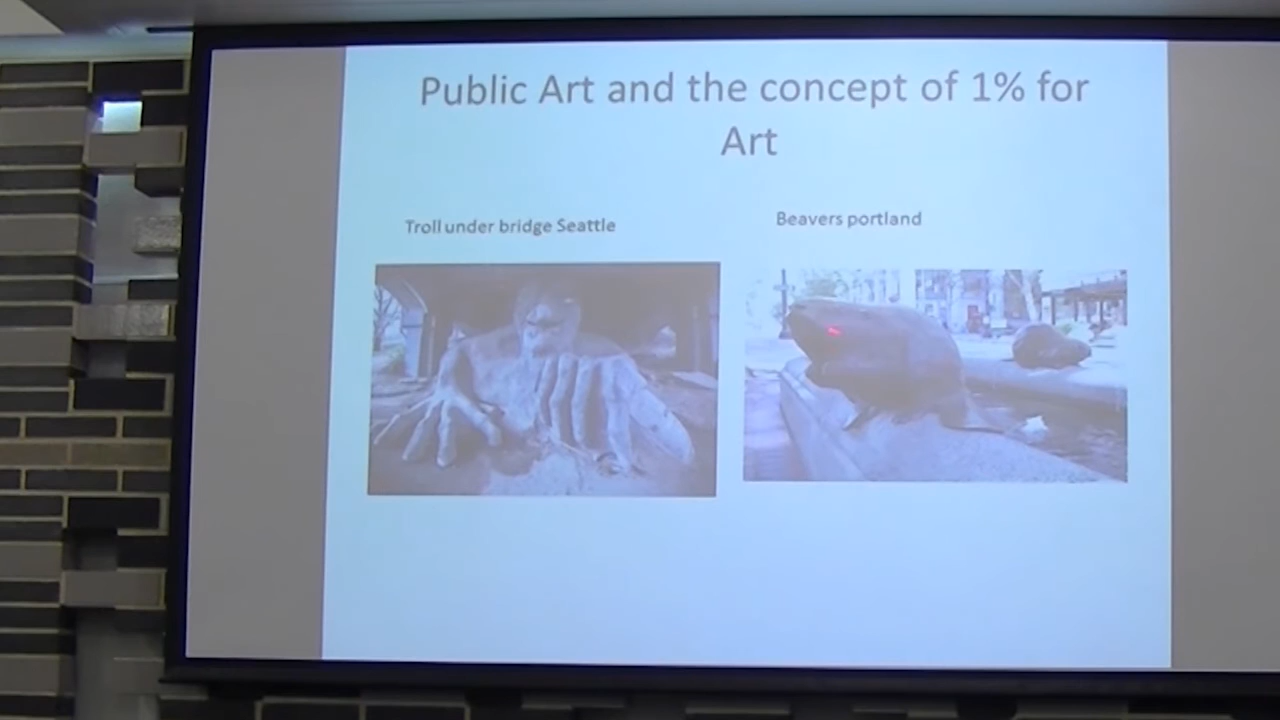 Public Art and the concept of 1% for
Art
Troll under bridge Seattle
Beavers portland